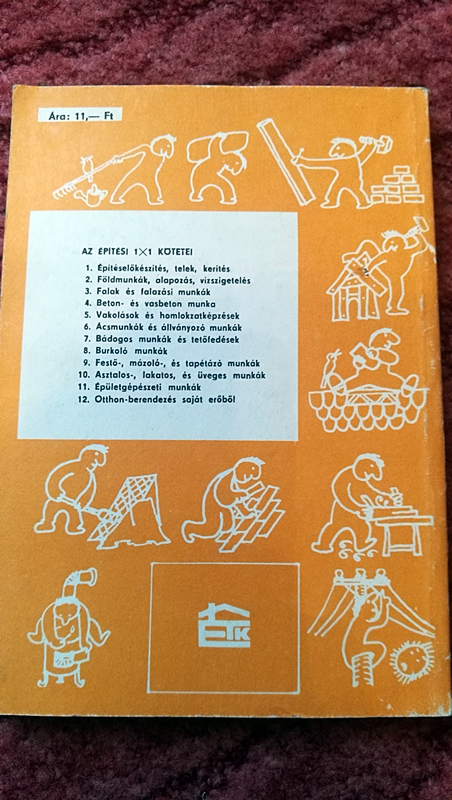 Ára: 11,— Ft
AZ ÉPÍTÉSI 1×1 KÖTETEI
1. Építéselőkészítés, telek, kerítés
2. Földmunkák, alapozás, vízszigetelés
3. Falak és falazási munkák
4. Beton- és vasbeton munka
5. Vakolások és homlokzatképzések
6. Ácsmunkák és állványozó munkák
7. Bádogos munkák és tetőfedések
8. Burkoló munkák
9. Festő-, mázoló-, és tapétázó munkák
10. Asztalos-, lakatos, és üveges munkák
11. Épületgépészeti munkák
12. Otthon-berendezés saját erőből
ÉTK